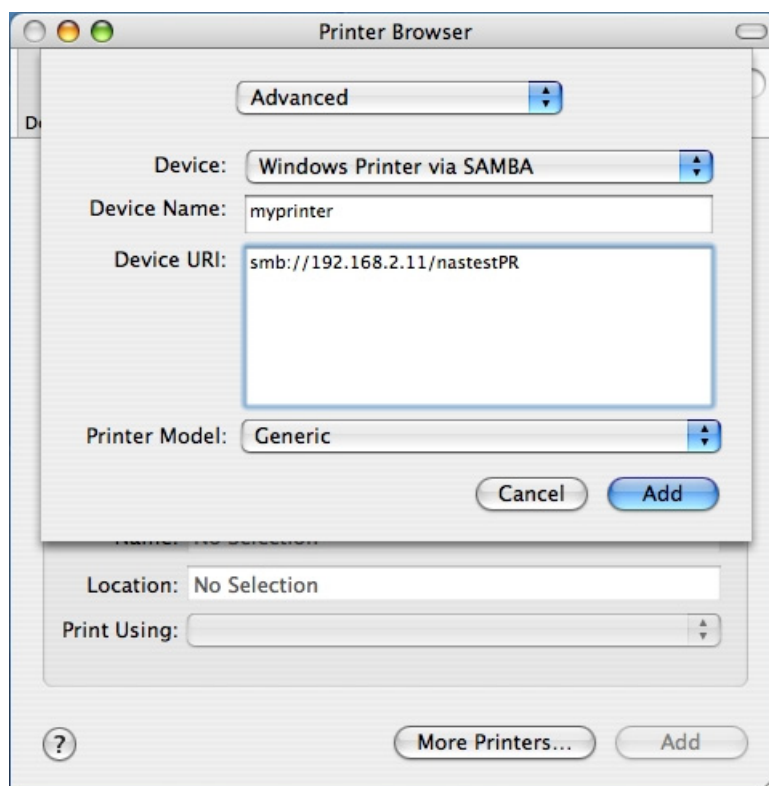 Printer Browser
Advanced
Device: Windows Printer via SAMBA
Device Name: myprinter
Device URI: smb://192.168.2.11/nastestPR
Printer Model: Generic
Cancel Add
Location: No Selection
Print Using:
? More Printers... Add